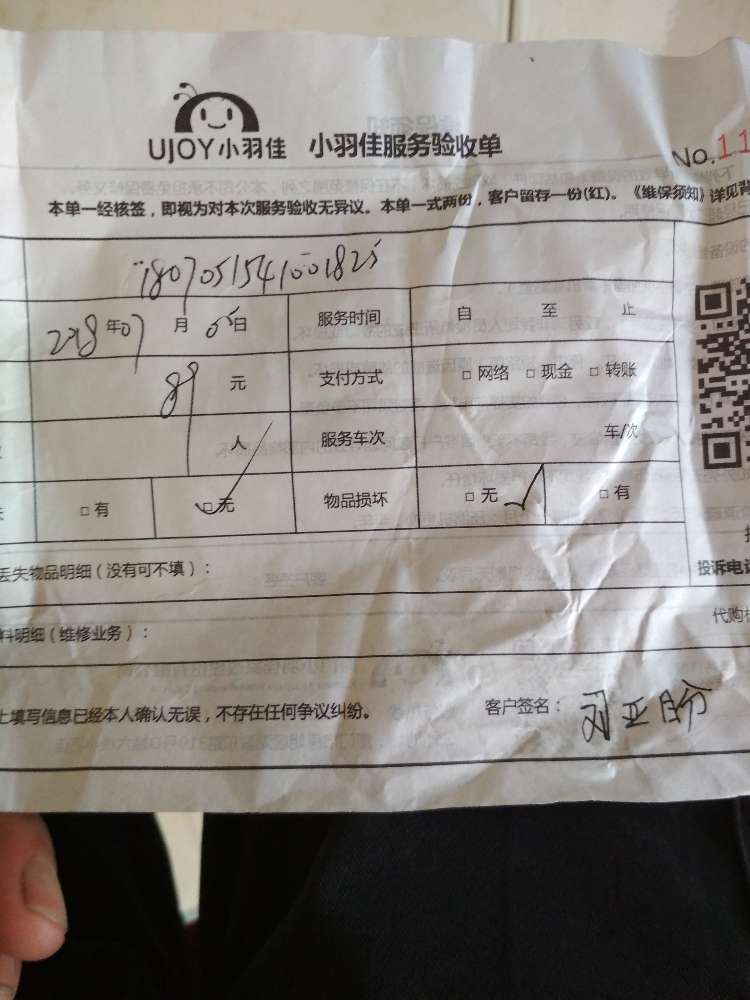 UJOY小羽佳 小羽佳服务验收单
No.11
本单一经核签，即视为对本次服务验收无异议。本单一式两份，客户留存一份(红)。《维保须知》详见背
1807051541001825
2018年07月05日 服务时间 自 至 止
89元 支付方式 □网络 □现金 □转账
人 服务车次 车/次
□有 □无 物品损坏 □无 □有
丢失物品明细（没有可不填）：
投诉电话
料明细（维修业务）：
代购
上填写信息已经本人确认无误，不存在任何争议纠纷。 客户签名：